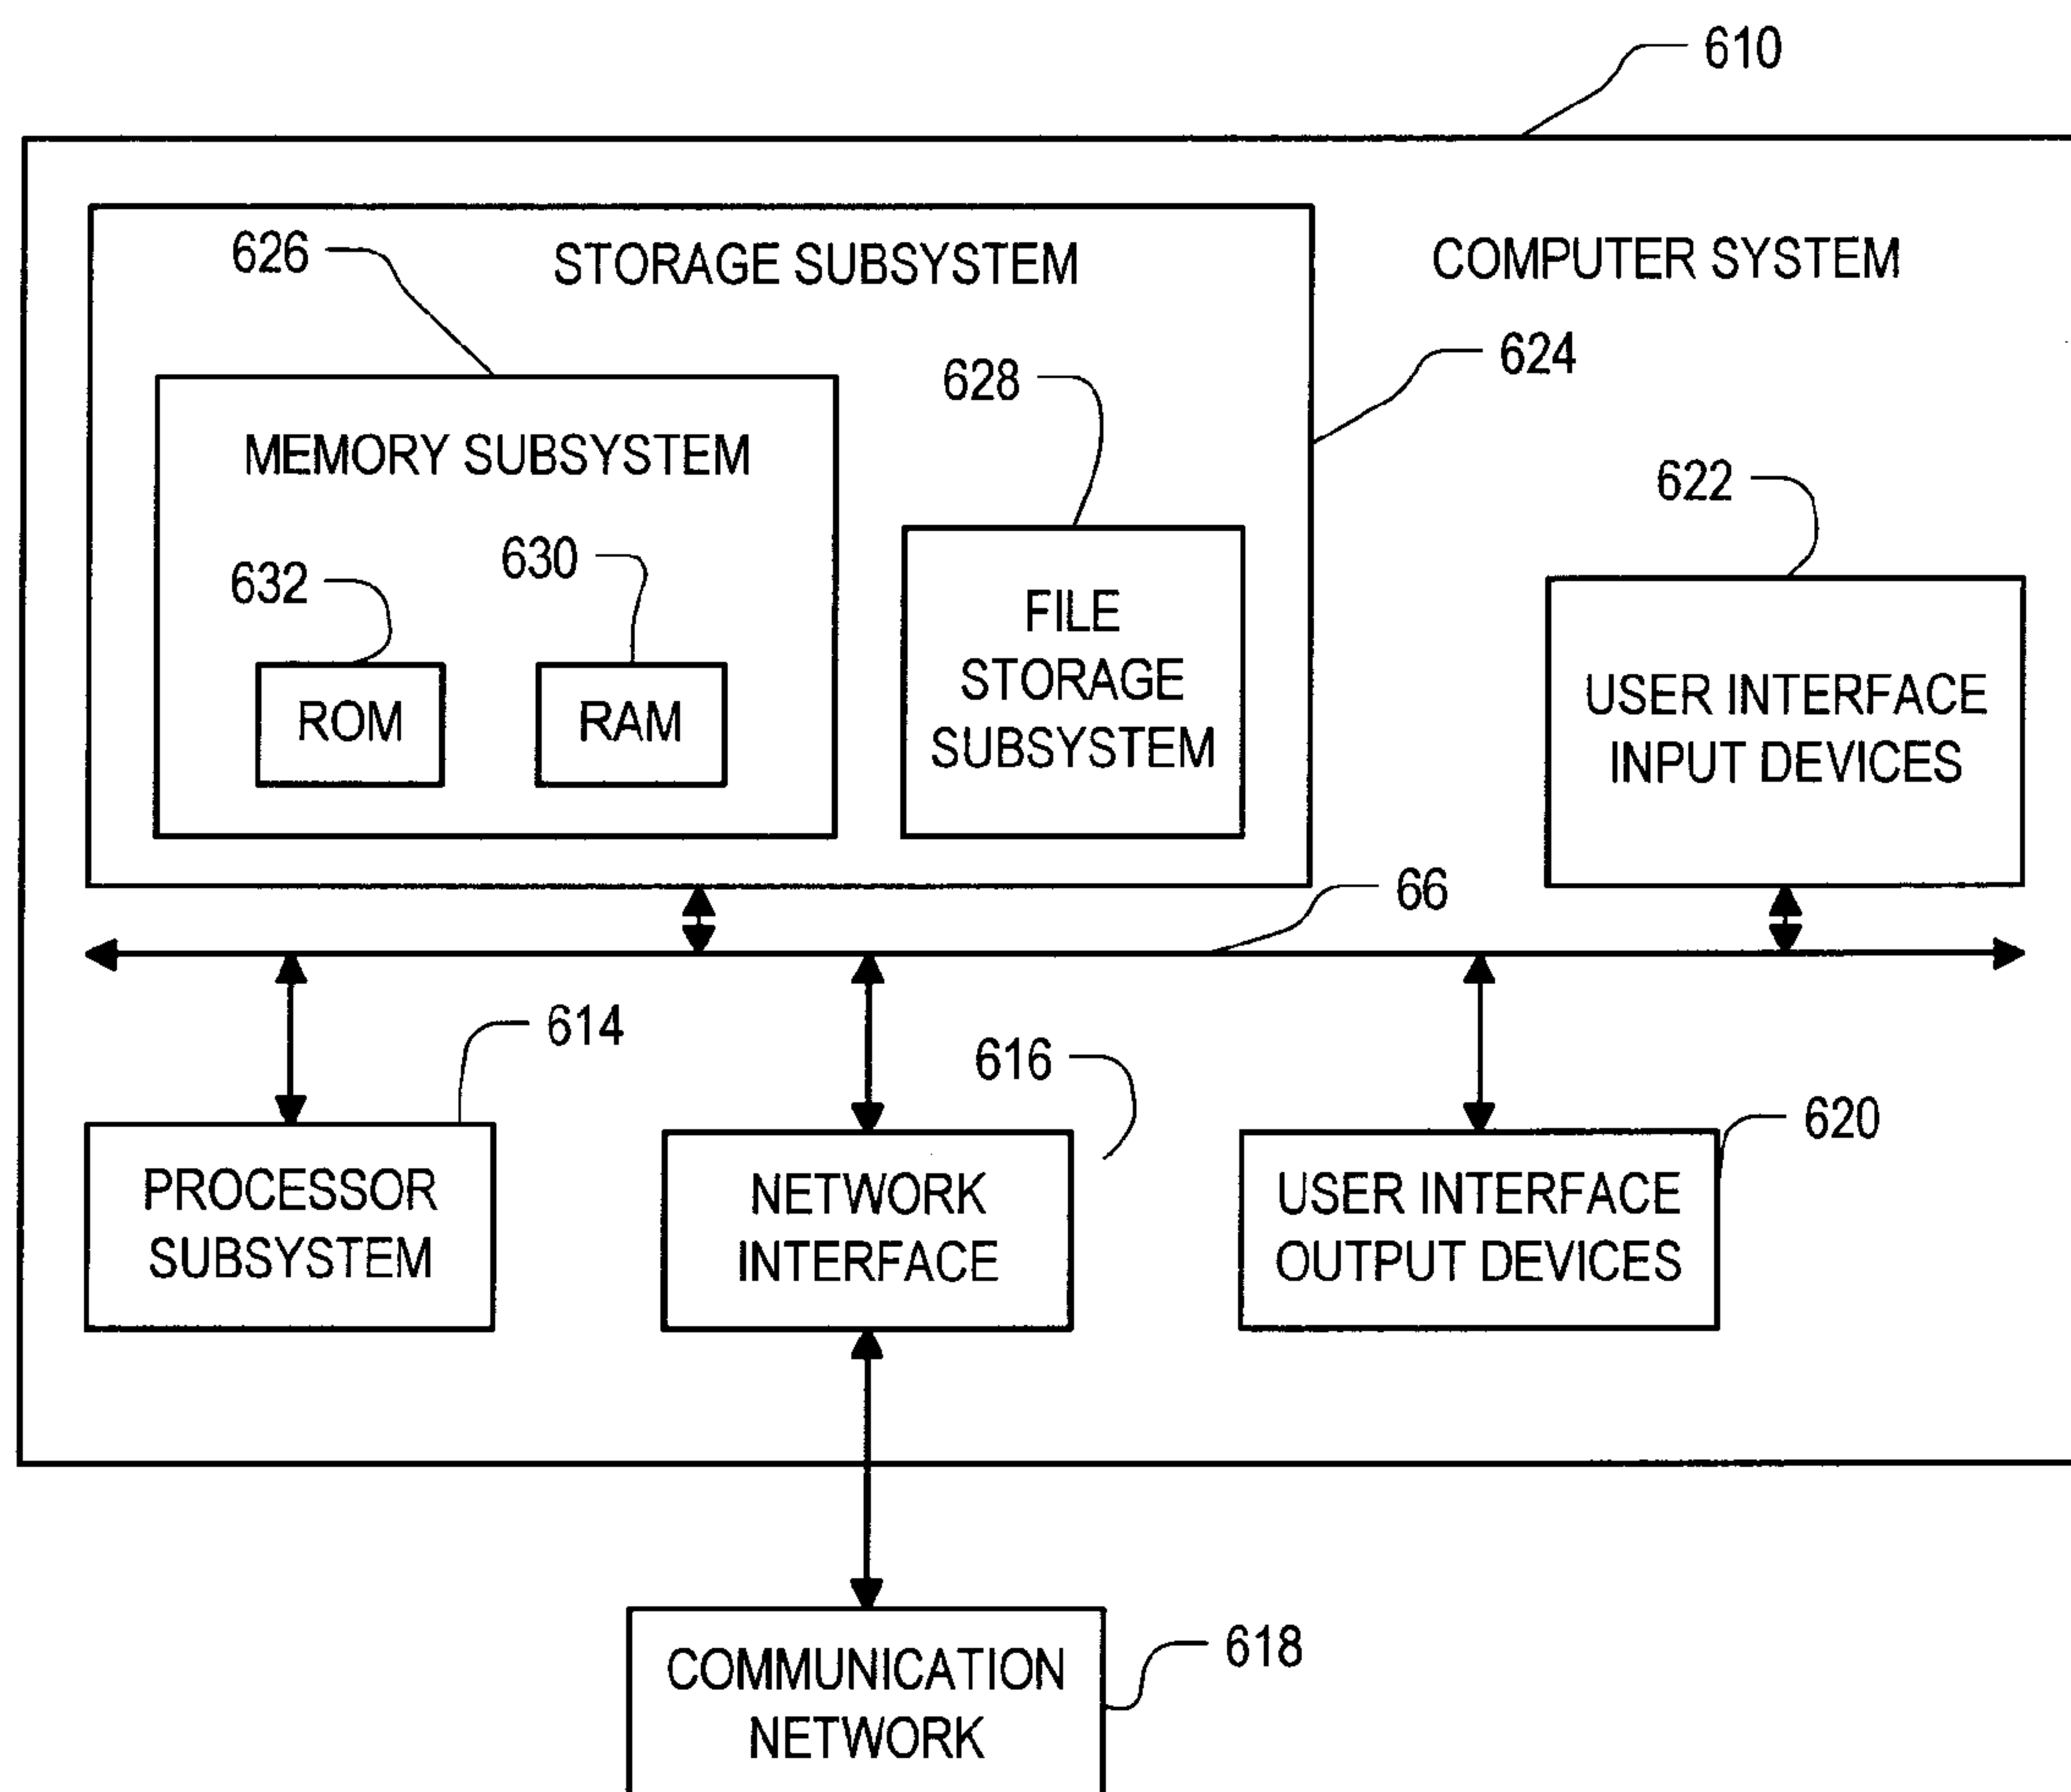 610
626
STORAGE SUBSYSTEM
COMPUTER SYSTEM
624
628
MEMORY SUBSYSTEM
622
632
630
FILE
STORAGE
SUBSYSTEM
ROM
RAM
USER INTERFACE
INPUT DEVICES
66
614
616
620
PROCESSOR
SUBSYSTEM
NETWORK
INTERFACE
USER INTERFACE
OUTPUT DEVICES
618
COMMUNICATION
NETWORK